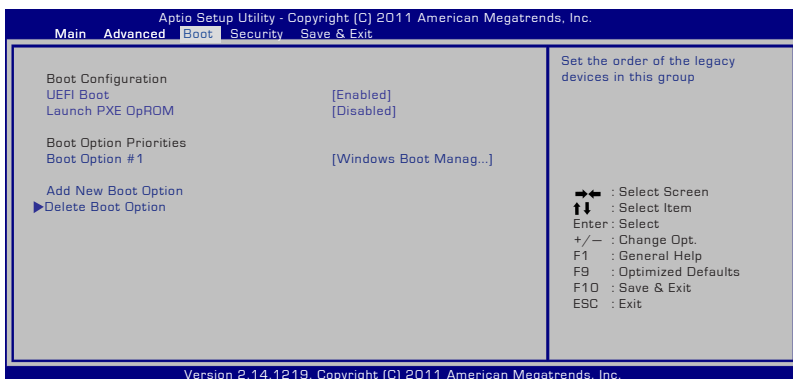 Aptio Setup Utility - Copyright (C) 2011 American Megatrends, Inc.
Main Advanced Boot Security Save & Exit
Boot Configuration
UEFI Boot [Enabled]
Launch PXE OpROM [Disabled]
Boot Option Priorities
Boot Option #1 [Windows Boot Manag...]
Add New Boot Option
Delete Boot Option
Set the order of the legacy
devices in this group
: Select Screen
: Select Item
Enter : Select
+/— : Change Opt.
F1 : General Help
F9 : Optimized Defaults
F10 : Save & Exit
ESC : Exit
Version 2.14.1219. Copyright (C) 2011 American Megatrends, Inc.